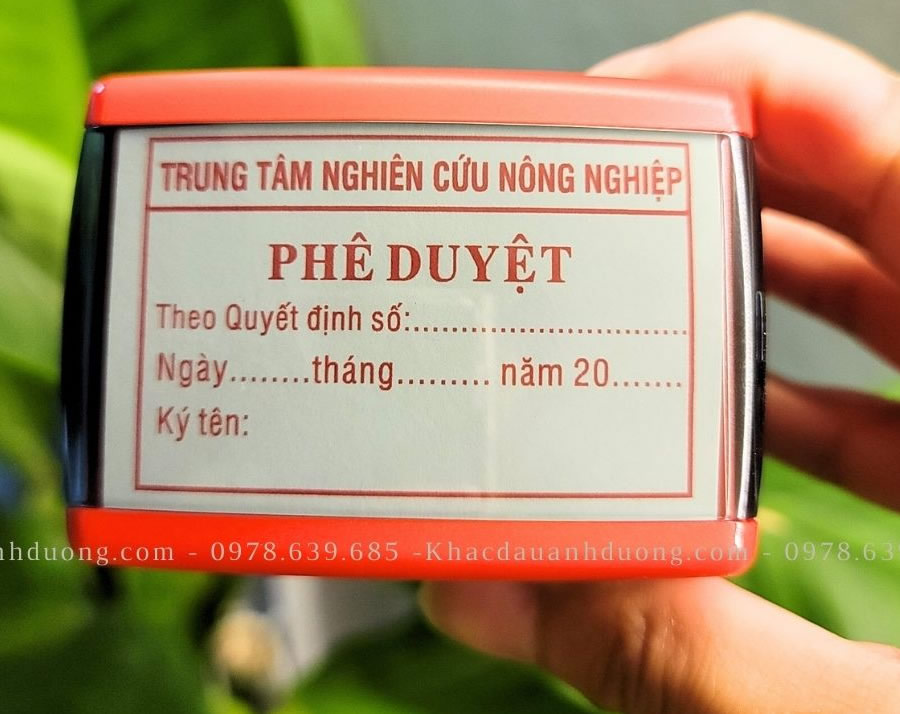 TRUNG TÂM NGHIÊN CỨU NÔNG NGHIỆP
PHÊ DUYỆT
Theo Quyết định số:..............................
Ngày........tháng......... năm 20.......
Ký tên:
nhduong.com - 0978.639.685 -Khacdauanhduong.com - 0978.639